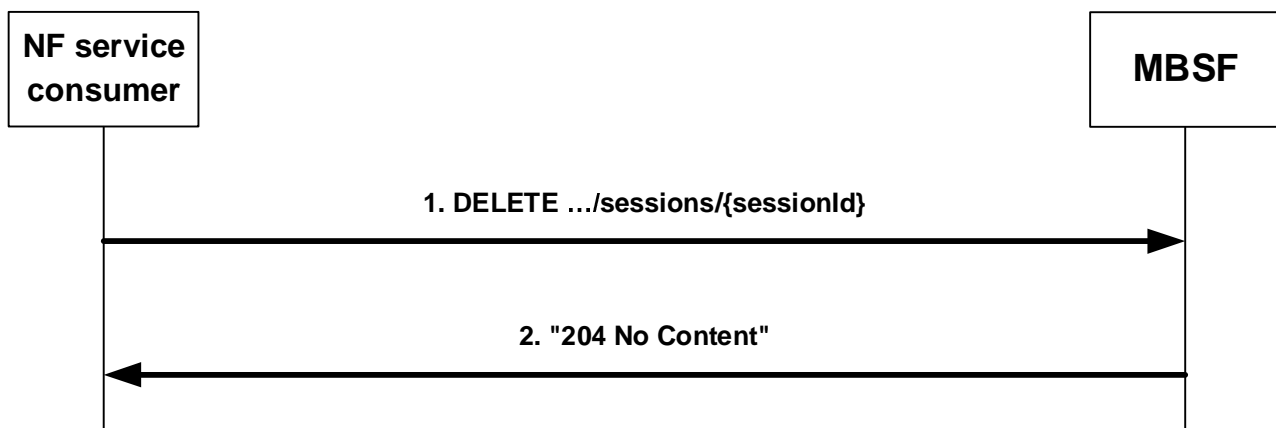 NF service
consumer
MBSF
1. DELETE …/sessions/{sessionId}
2. "204 No Content"